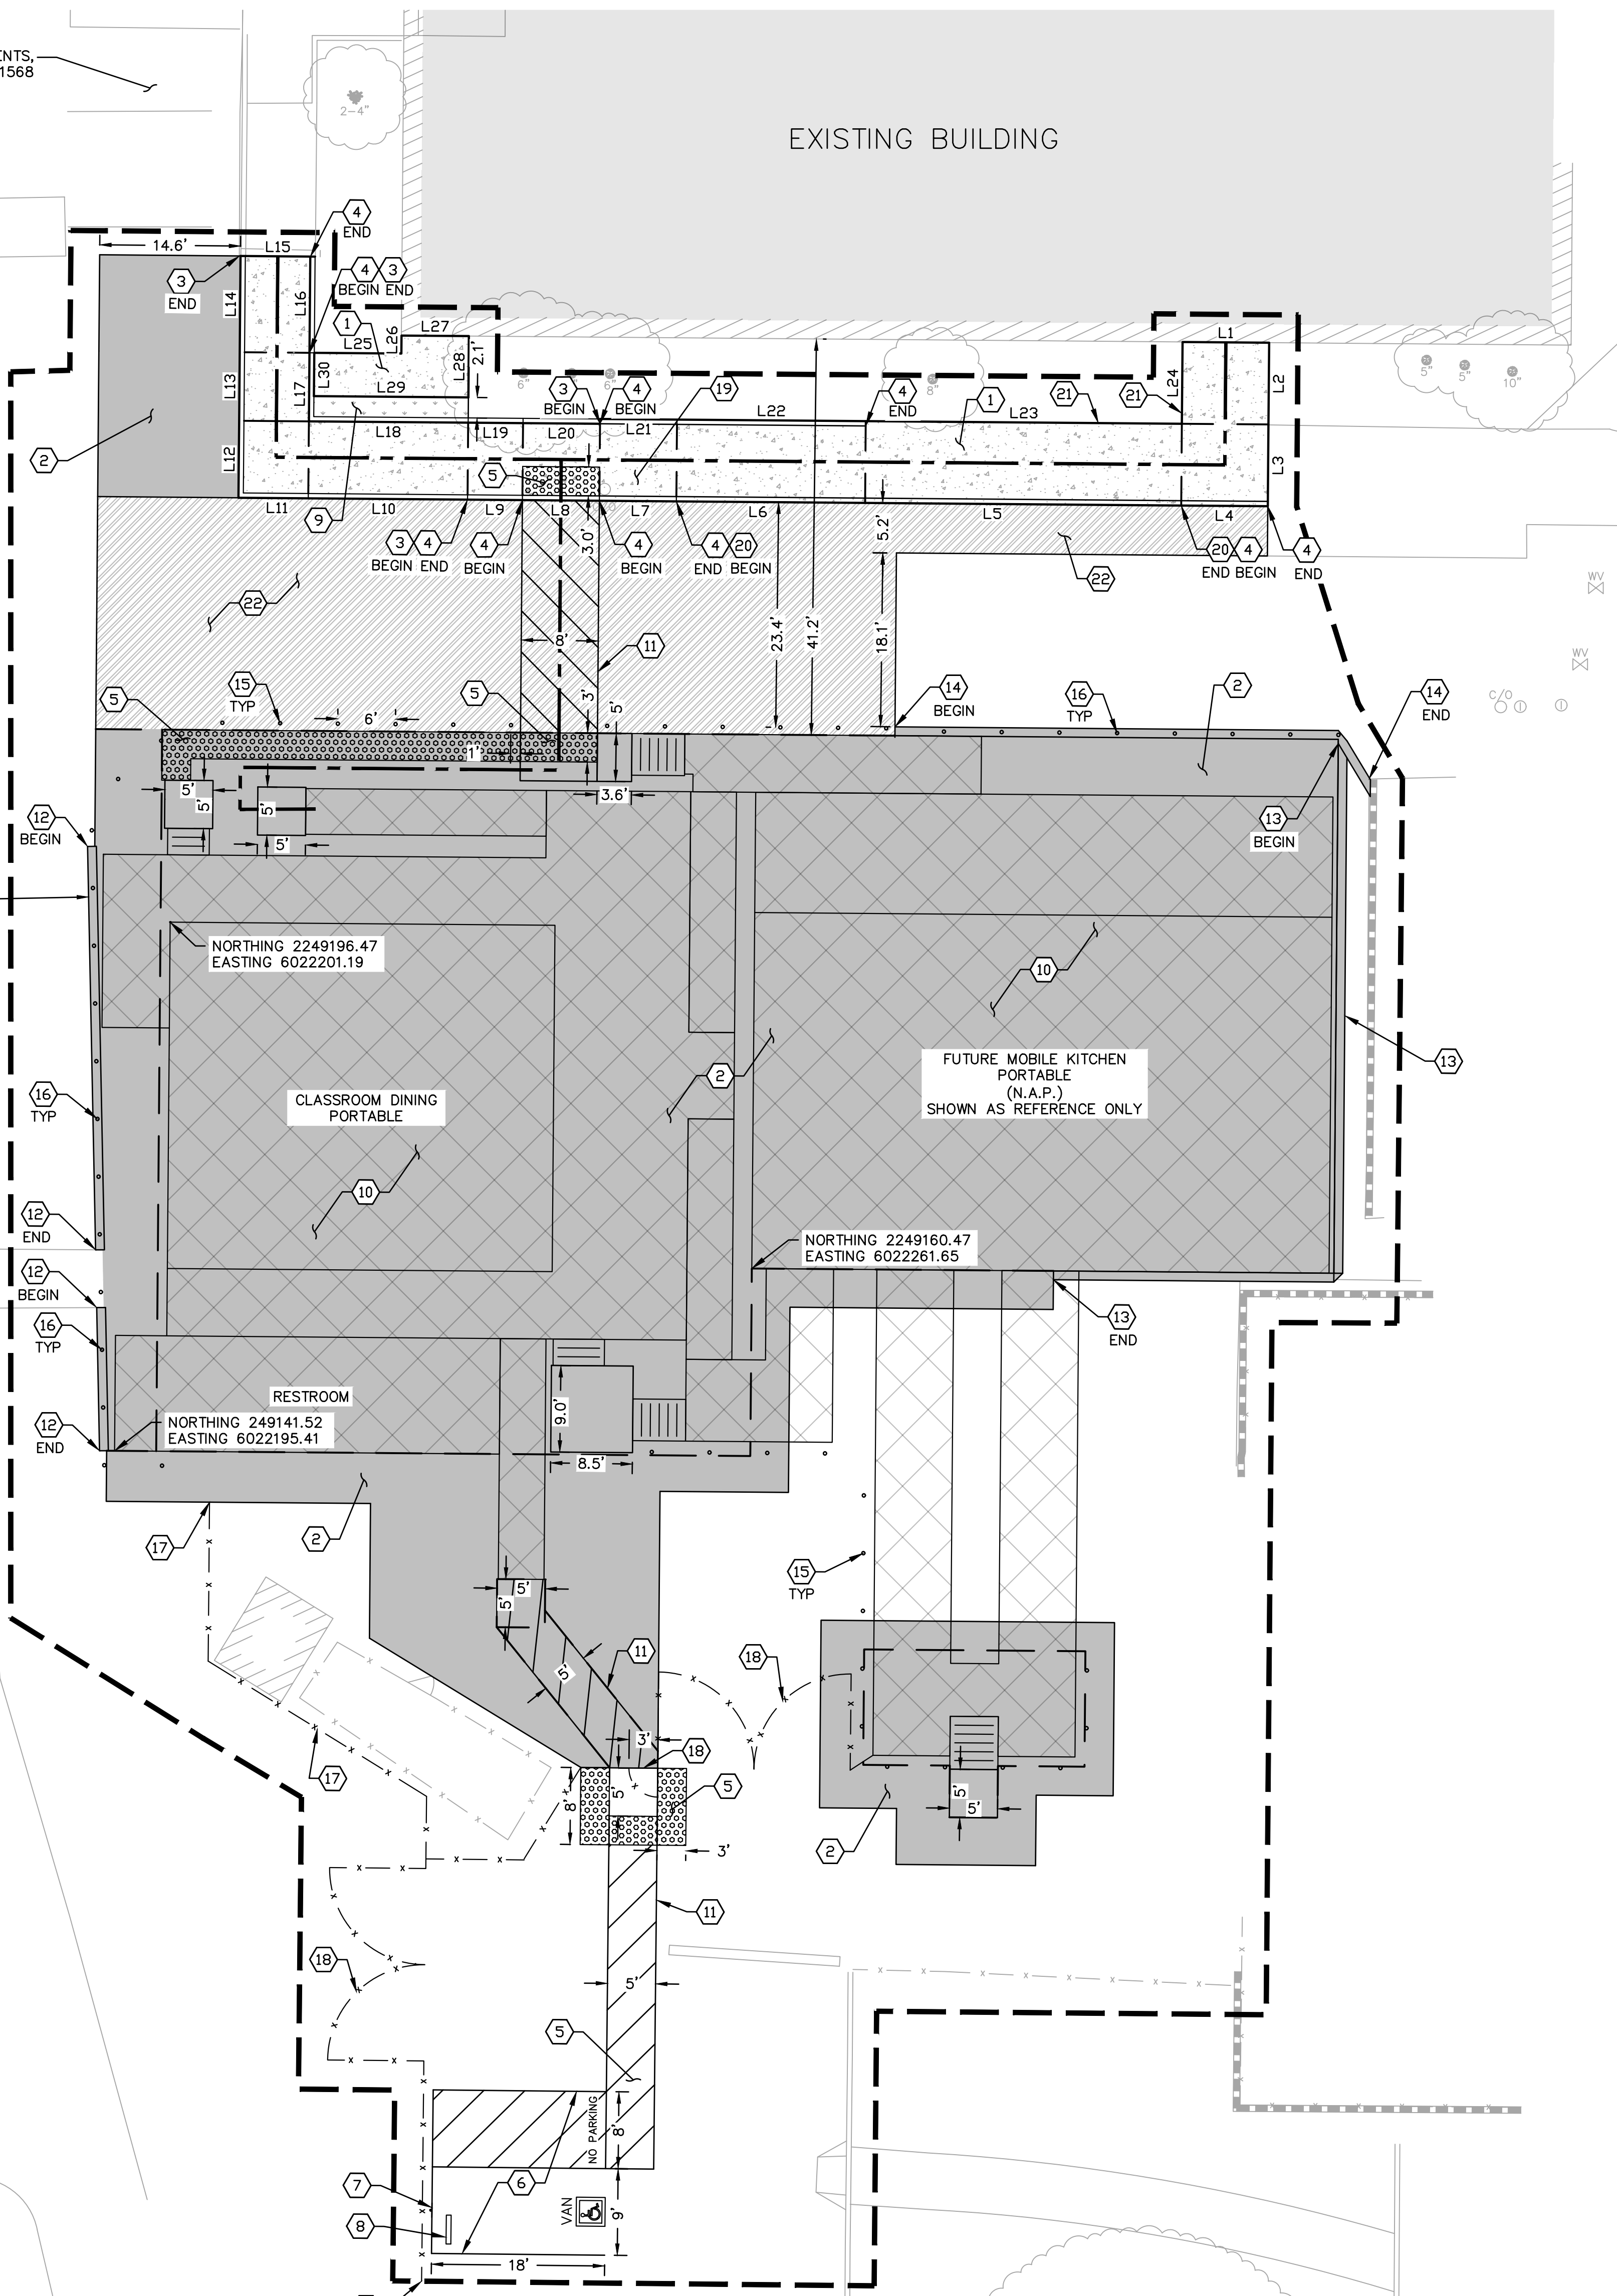 ENTS,
1568
2-4"
EXISTING BUILDING
4
END
14.6'
L15
3
END
4 3
BEGIN END
L14
L16
1
L26
L27
L25
L28
2.1'
L1
L24
L2
L13
L17
L30
L29
6"
6"
8"
5"
5"
10"
3
BEGIN
4
BEGIN
19
4
END
1
21
21
L22
L23
2
L18
L19
L20
L21
L12
5
L3
L11
L10
L9
L8
L7
L6
L5
L4
9
3 4
BEGIN END
4
BEGIN
3.0'
4
BEGIN
4 20
END BEGIN
5.2'
22
20 4
END BEGIN
4
END
WV
22
8'
11
23.4'
41.2'
18.1'
WV
5
15
TYP
5
3'
14
BEGIN
16
TYP
2
14
END
C/O
6'
5'
1'
5'
5'
5'
3.6'
5'
12
BEGIN
13
BEGIN
NORTHING 2249196.47
EASTING 6022201.19
10
FUTURE MOBILE KITCHEN
PORTABLE
(N.A.P.)
SHOWN AS REFERENCE ONLY
13
2
16
TYP
CLASSROOM DINING
PORTABLE
10
12
END
NORTHING 2249160.47
EASTING 6022261.65
12
BEGIN
16
TYP
13
END
RESTROOM
9.0'
12
END
NORTHING 249141.52
EASTING 6022195.41
8.5'
17
2
15
TYP
5'
5'
11
18
5'
3'
18
17
5
8'
5'
5'
5'
2
3'
11
18
5'
5
NO PARKING
8'
7
6
8
VAN
9'
18'